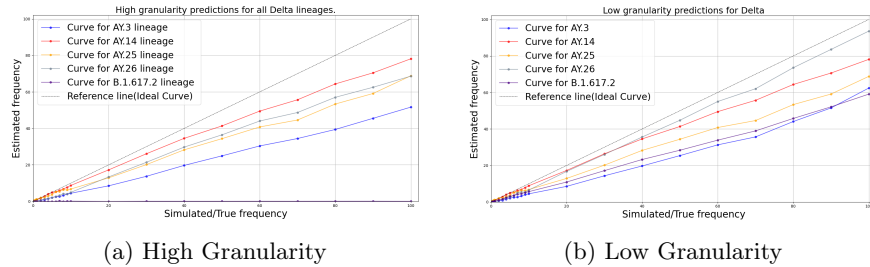 High granularity predictions for all Delta lineages.
100
80
60
40
20
0
Estimated frequency
Curve for AY.3 lineage
Curve for AY.14 lineage
Curve for AY.25 lineage
Curve for AY.26 lineage
Curve for B.1.617.2 lineage
Reference line(Ideal Curve)
0 20 40 60 80 100
Simulated/True frequency
(a) High Granularity
Low granularity predictions for Delta
100
80
60
40
20
0
Estimated frequency
Curve for AY.3
Curve for AY.14
Curve for AY.25
Curve for AY.26
Curve for B.1.617.2
Reference line(Ideal Curve)
0 20 40 60 80 100
Simulated/True frequency
(b) Low Granularity